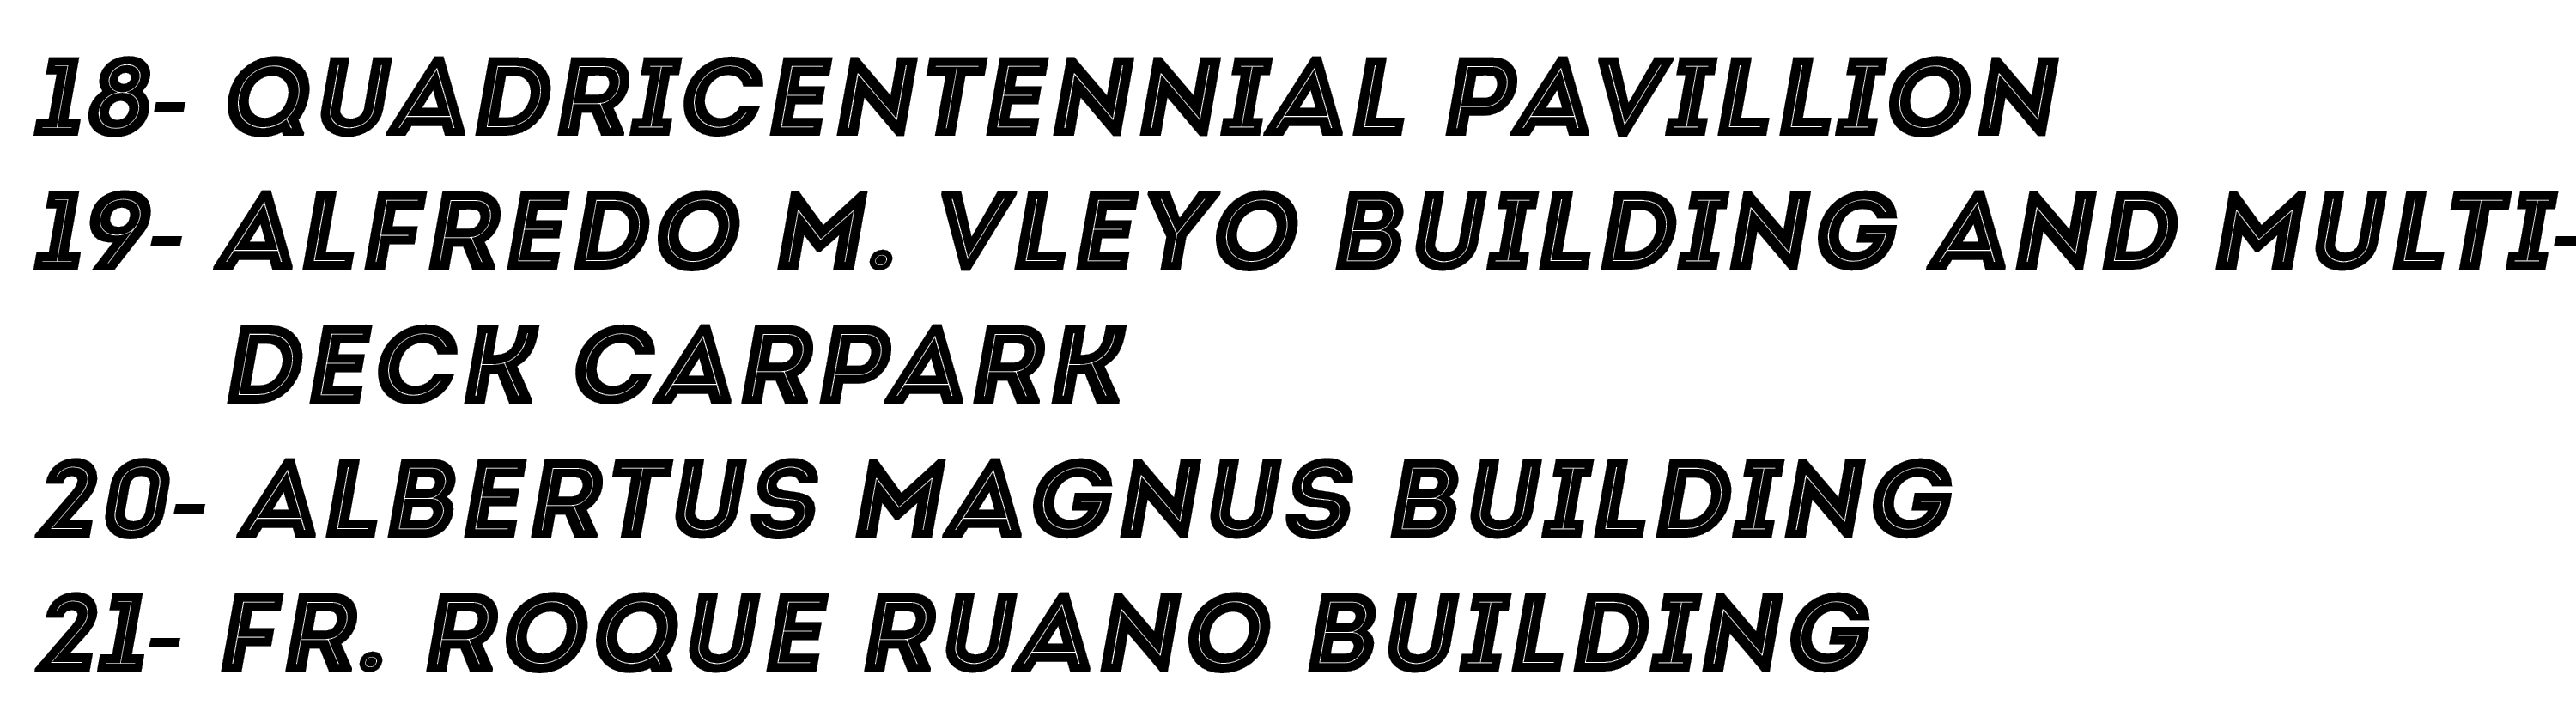 18- QUADRICENTENNIAL PAVILLION
19- ALFREDO M. VLEYO BUILDING AND MULTI-
DECK CARPARK
20- ALBERTUS MAGNUS BUILDING
21- FR. ROQUE RUANO BUILDING